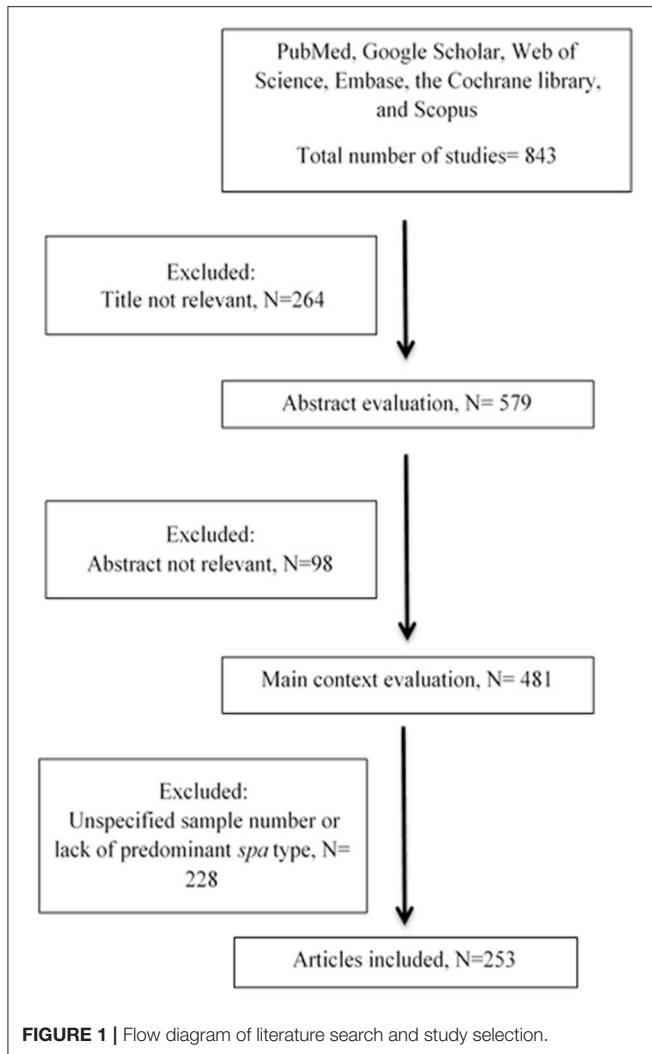 PubMed, Google Scholar, Web of
Science, Embase, the Cochrane library,
and Scopus
Total number of studies= 843
Excluded:
Title not relevant, N=264
Abstract evaluation, N= 579
Excluded:
Abstract not relevant, N=98
Main context evaluation, N= 481
Excluded:
Unspecified sample number or
lack of predominant spa type, N=
228
Articles included, N=253
FIGURE 1 | Flow diagram of literature search and study selection.